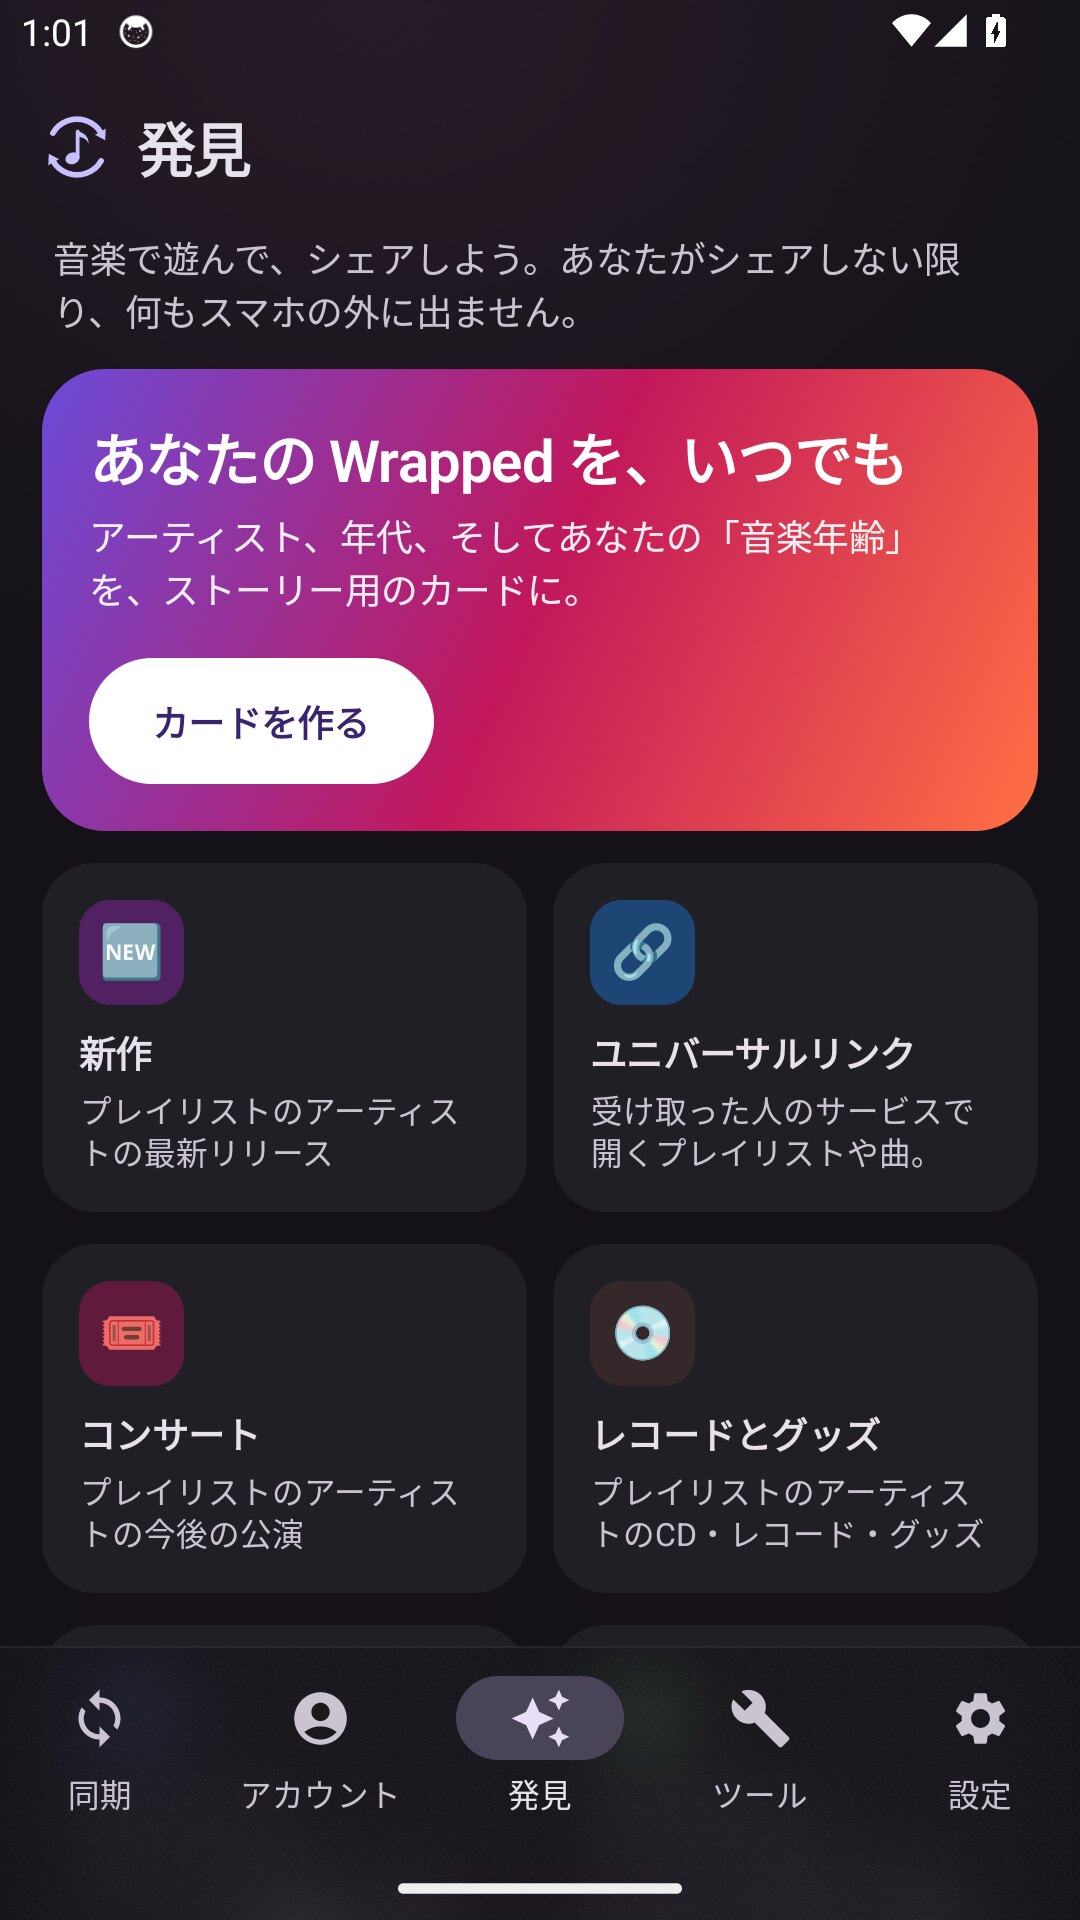 1:01
発見
音楽で遊んで、シェアしよう。あなたがシェアしない限
り、何もスマホの外に出ません。
あなたの Wrapped を、いつでも
アーティスト、年代、そしてあなたの「音楽年齢」
を、ストーリー用のカードに。
カードを作る
NEW
新作
プレイリストのアーティス
トの最新リリース
ユニバーサルリンク
受け取った人のサービスで
開くプレイリストや曲。
コンサート
プレイリストのアーティス
トの今後の公演
レコードとグッズ
プレイリストのアーティス
トのCD・レコード・グッズ
同期
アカウント
発見
ツール
設定